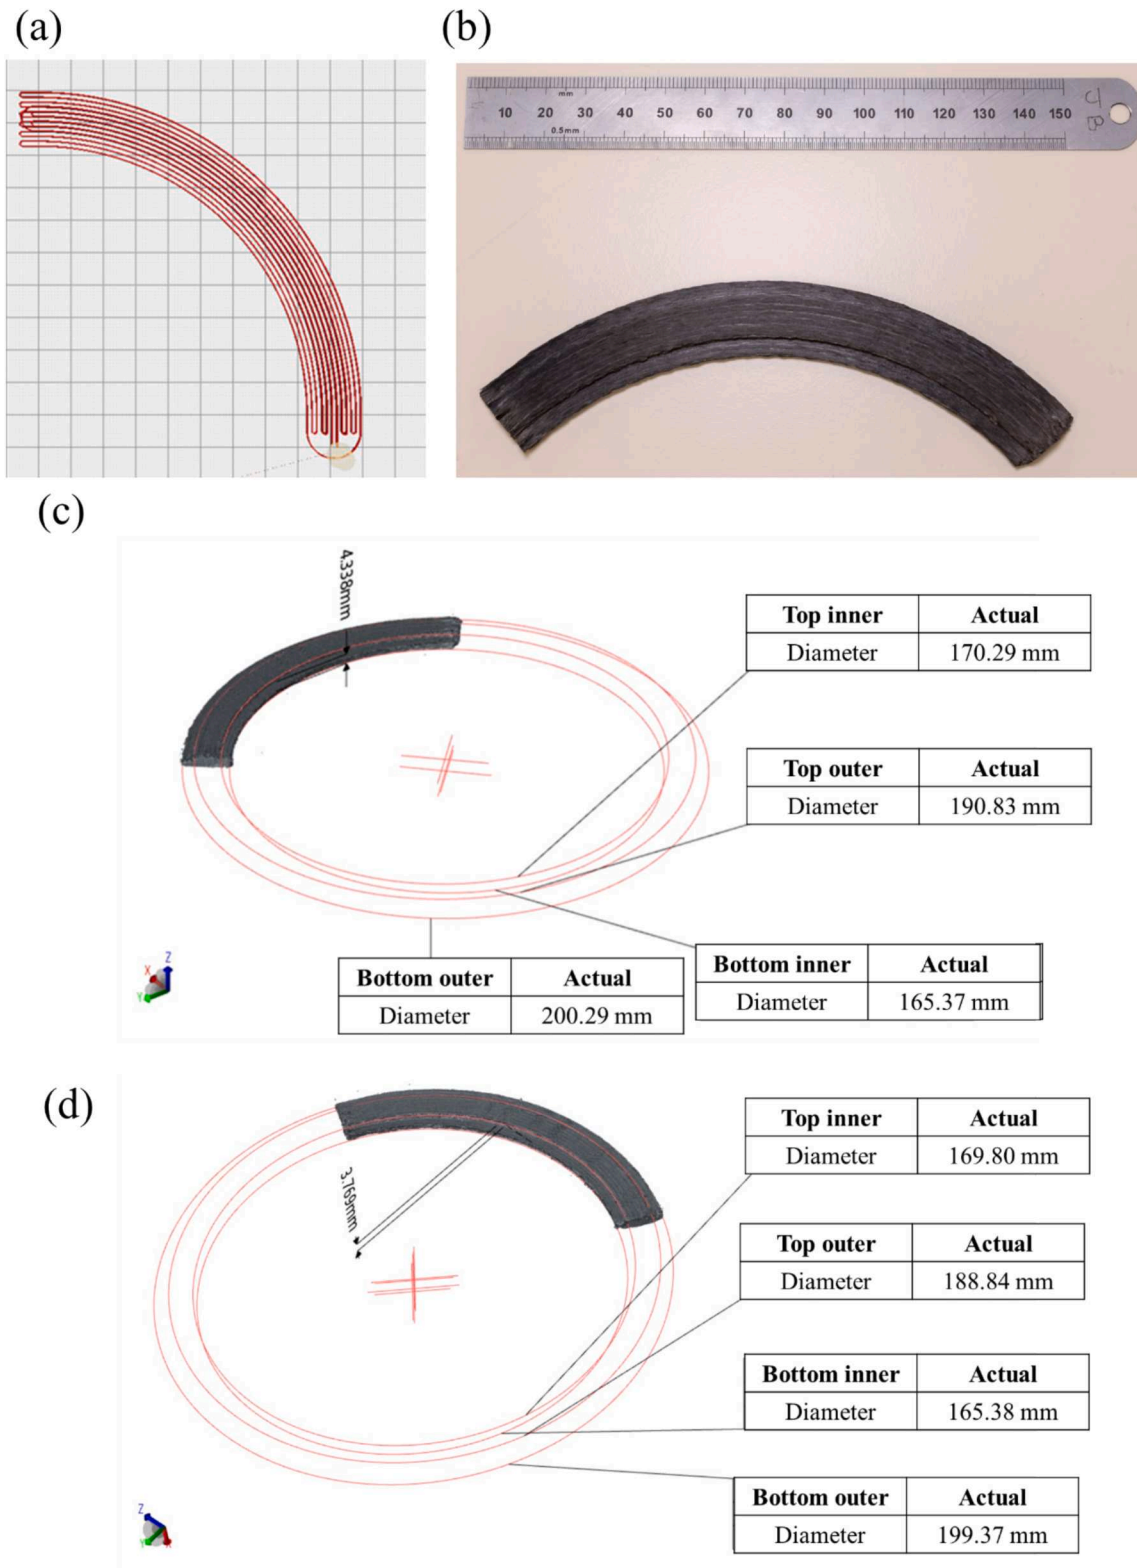 (a)
(b)
mm
10 20 30 40 50 60 70 80 90 100 110 120 130 140 150
0.5mm
JB
(c)
4.338mm
Top inner Actual
Diameter 170.29 mm
Top outer Actual
Diameter 190.83 mm
Bottom inner Actual
Diameter 165.37 mm
Bottom outer Actual
Diameter 200.29 mm
X Z
Y
(d)
3.769mm
Top inner Actual
Diameter 169.80 mm
Top outer Actual
Diameter 188.84 mm
Bottom inner Actual
Diameter 165.38 mm
Bottom outer Actual
Diameter 199.37 mm
Z
Y X